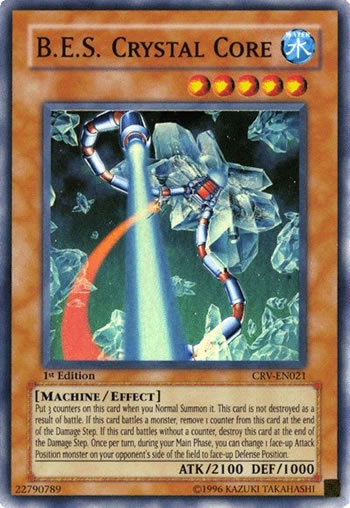 B.E.S. CRYSTAL CORE
WATER
水
1st Edition
CRV-EN021
[MACHINE/EFFECT]
Put 3 counters on this card when you Normal Summon it. This card is not destroyed as a
result of battle. If this card battles a monster, remove 1 counter from this card at the end
of the Damage Step. If this card battles without a counter, destroy this card at the end of
the Damage Step. Once per turn, during your Main Phase, you can change 1 face-up Attack
Position monster on your opponent's side of the field to face-up Defense Position.
ATK/2100 DEF/1000
22790789
©1996 KAZUKI TAKAHASHI